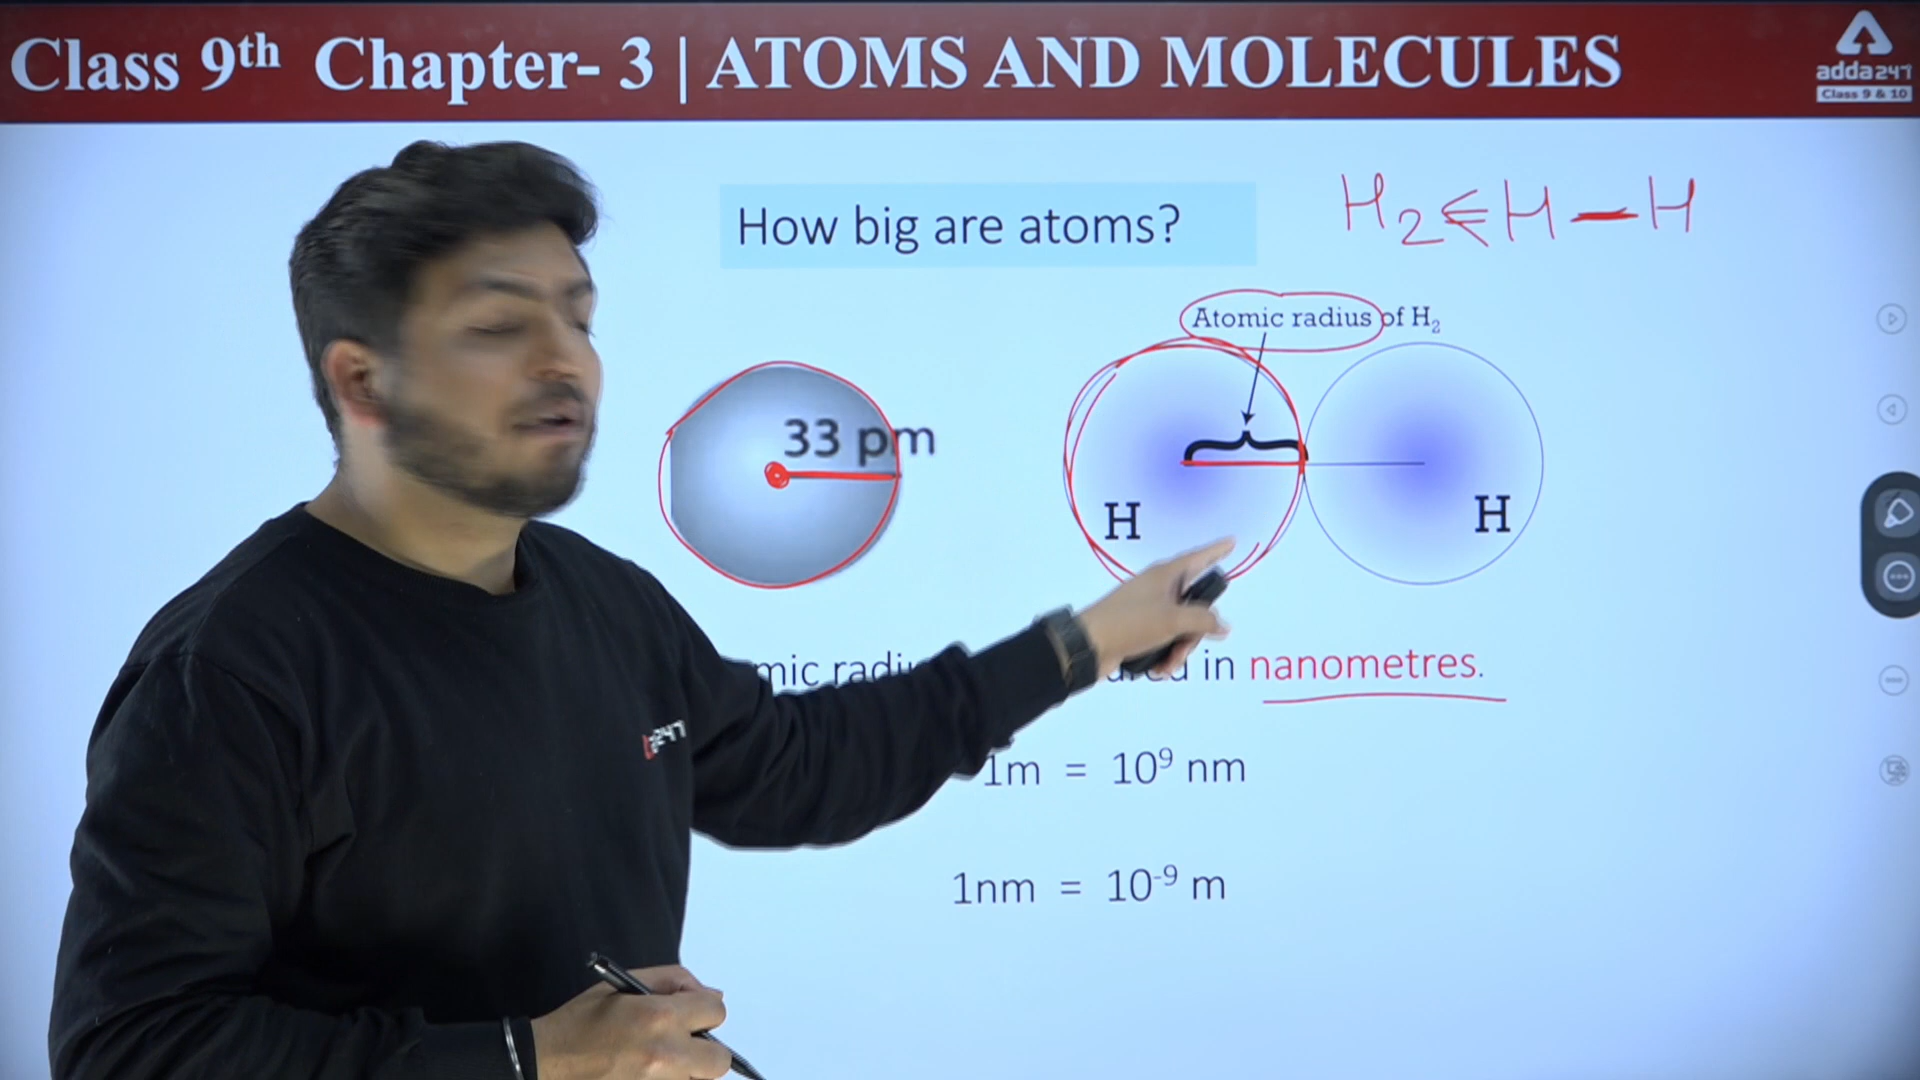 Class 9th Chapter- 3 | ATOMS AND MOLECULES
adda247
Class 9 & 10
How big are atoms?
H2 ⋲ H — H
Atomic radius of H2
33 pm
H
H
in nanometres.
1m = 10⁹ nm
1nm = 10⁻⁹ m
247